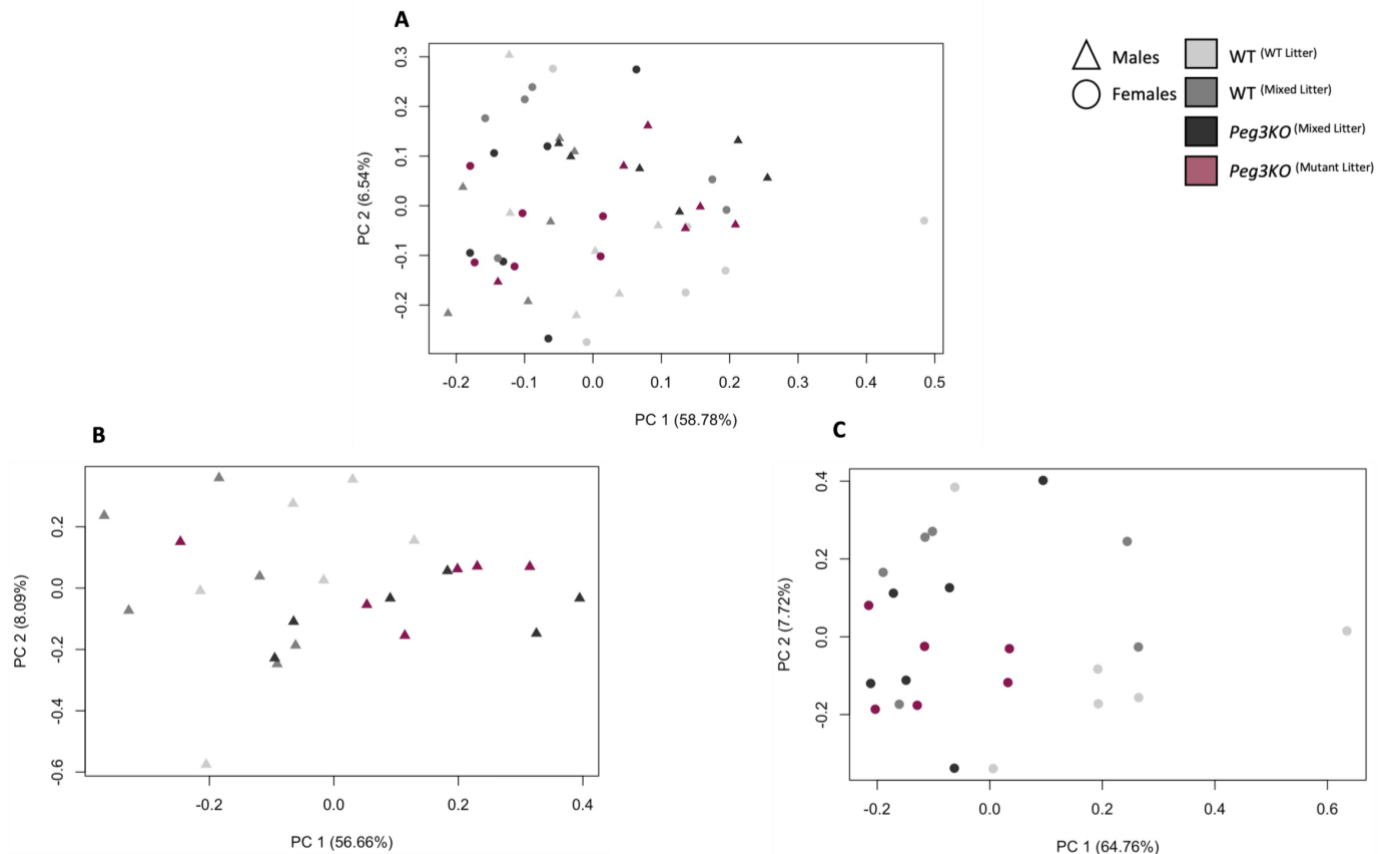 A
0.3
0.2
0.1
0.0
-0.1
-0.2
PC 2 (6.54%)
-0.2 -0.1 0.0 0.1 0.2 0.3 0.4 0.5
PC 1 (58.78%)
Males
Females
WT (WT Litter)
WT (Mixed Litter)
Peg3KO (Mixed Litter)
Peg3KO (Mutant Litter)
B
0.2
0.0
-0.2
-0.4
-0.6
PC 2 (8.09%)
-0.2 0.0 0.2 0.4
PC 1 (56.66%)
C
0.4
0.2
0.0
-0.2
PC 2 (7.72%)
-0.2 0.0 0.2 0.4 0.6
PC 1 (64.76%)